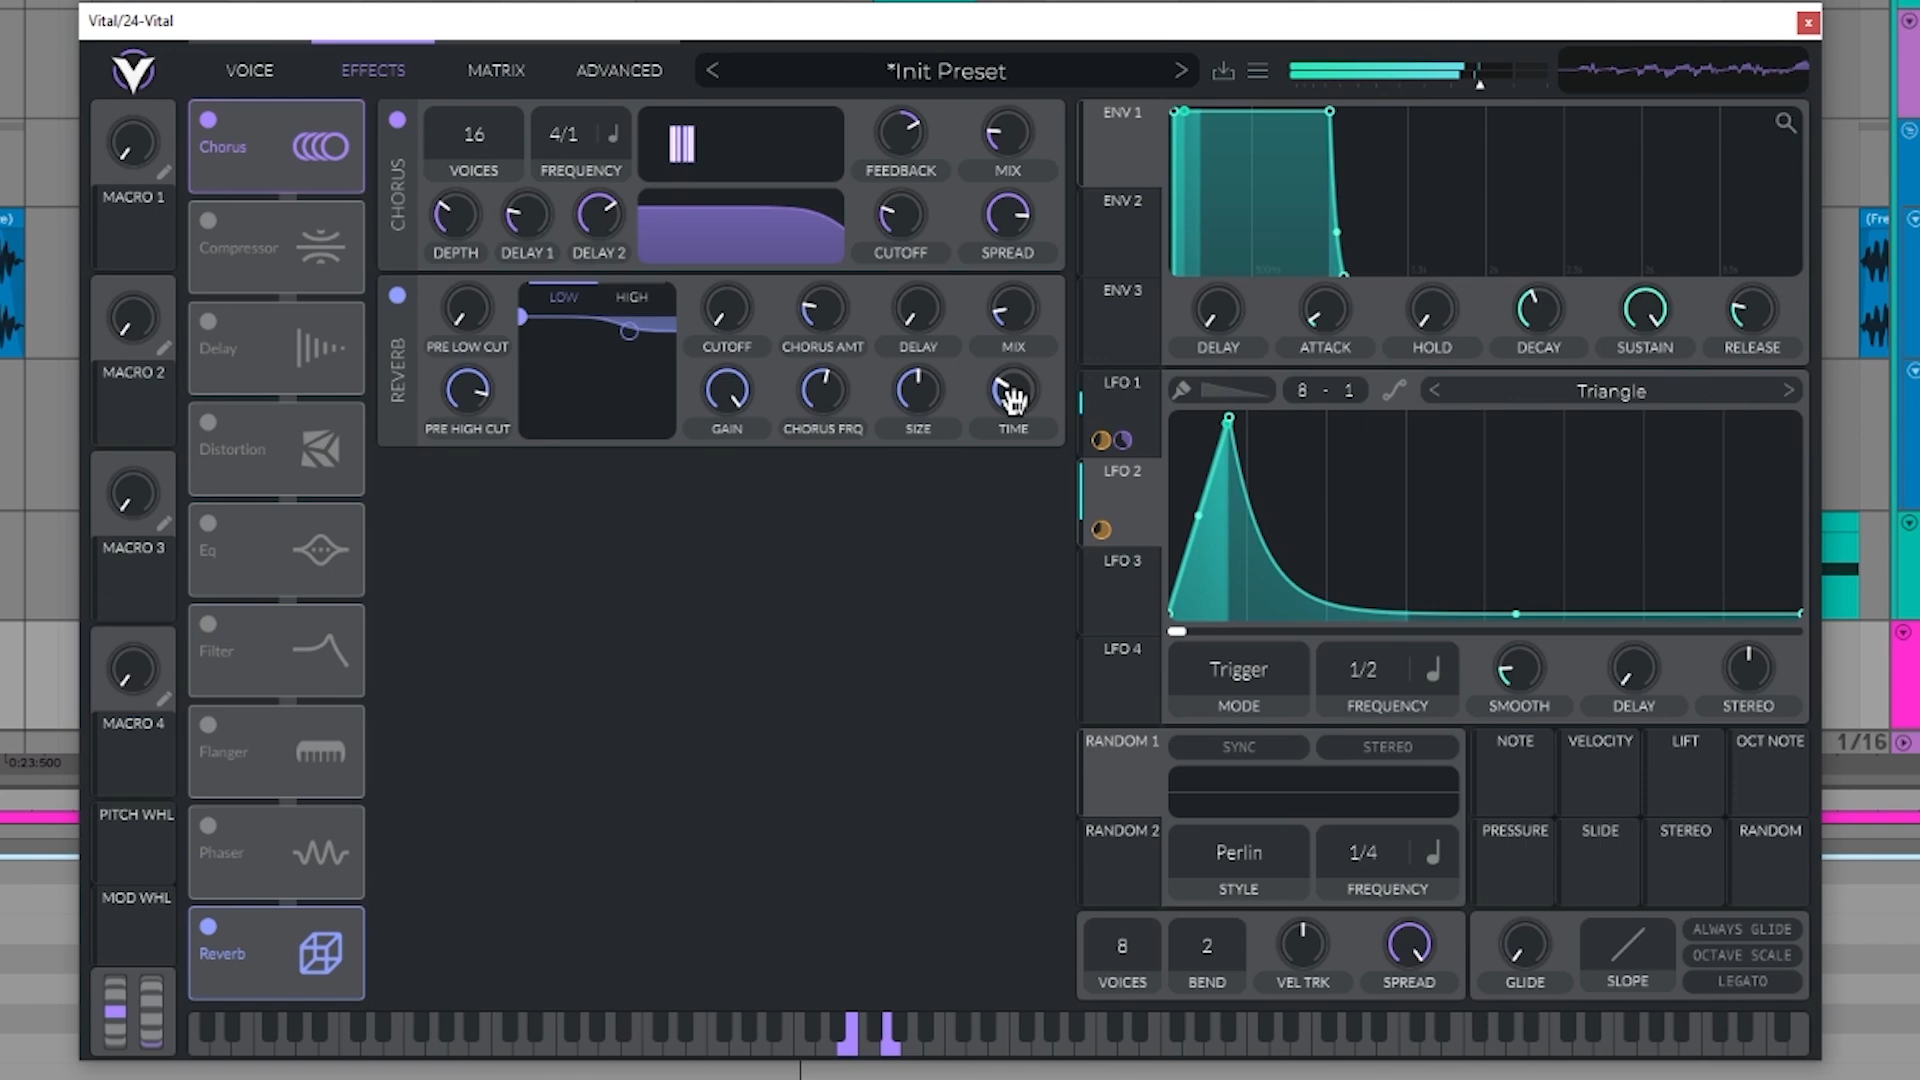 Vital/24-Vital
x
VOICE
EFFECTS
MATRIX
ADVANCED
*Init Preset
MACRO 1
MACRO 2
MACRO 3
MACRO 4
PITCH WHL
MOD WHL
Chorus
Compressor
Delay
Distortion
Eq
Filter
Flanger
Phaser
Reverb
CHORUS
16
VOICES
4/1
FREQUENCY
FEEDBACK
MIX
DEPTH
DELAY 1
DELAY 2
CUTOFF
SPREAD
REVERB
PRE LOW CUT
LOW
HIGH
CUTOFF
CHORUS AMT
DELAY
MIX
PRE HIGH CUT
GAIN
CHORUS FRQ
SIZE
TIME
ENV 1
ENV 2
ENV 3
DELAY
ATTACK
HOLD
DECAY
SUSTAIN
RELEASE
LFO 1
LFO 2
LFO 3
LFO 4
8 - 1
Triangle
Trigger
MODE
1/2
FREQUENCY
SMOOTH
DELAY
STEREO
RANDOM 1
RANDOM 2
SYNC
STEREO
Perlin
STYLE
1/4
FREQUENCY
NOTE
VELOCITY
LIFT
OCT NOTE
PRESSURE
SLIDE
STEREO
RANDOM
8
VOICES
2
BEND
VEL TRK
SPREAD
GLIDE
SLOPE
ALWAYS GLIDE
OCTAVE SCALE
LEGATO
0:23:500
1/16
(Fre